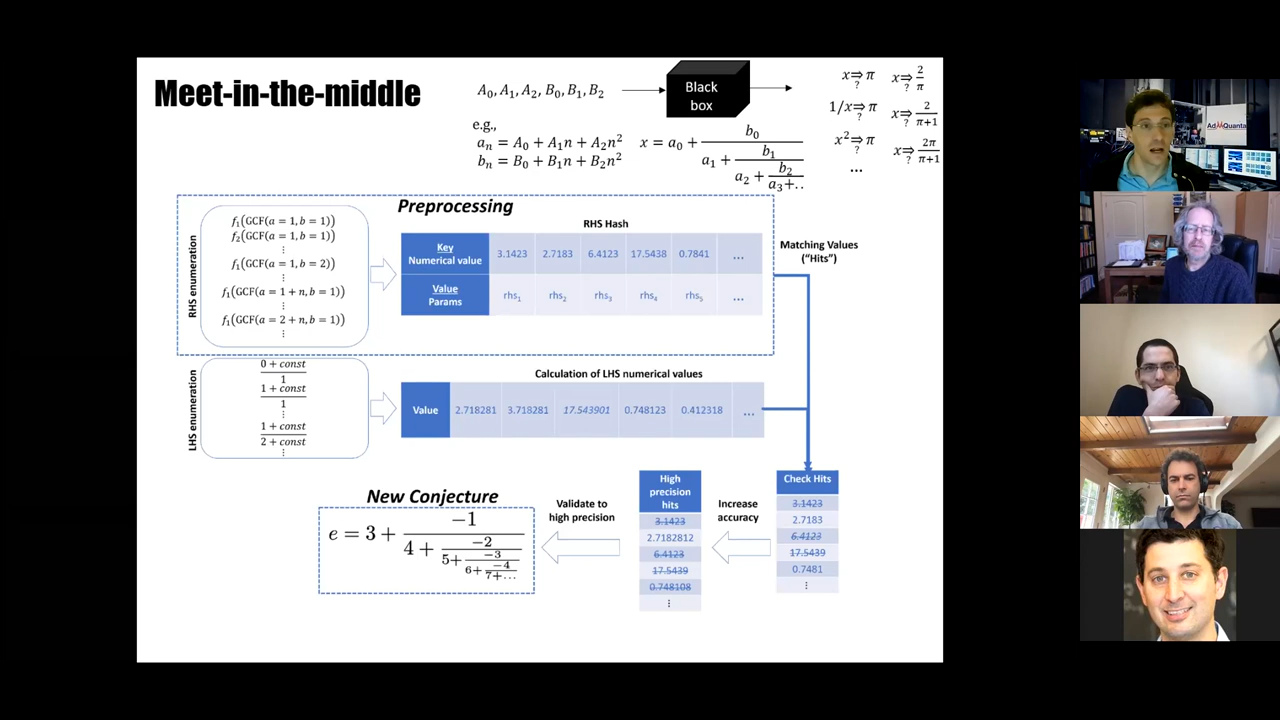 Meet-in-the-middle
A₀, A₁, A₂, B₀, B₁, B₂
Black
box
x ⇒? π
x ⇒? 2/π
1/x ⇒? π
x ⇒? 2/(π+1)
x² ⇒? π
x ⇒? 2π/(π+1)
...
e.g.,
aₙ = A₀ + A₁n + A₂n²
bₙ = B₀ + B₁n + B₂n²
x = a₀ + b₀/(a₁ + b₁/(a₂ + b₂/(a₃+..
AdMQuanta
Preprocessing
RHS enumeration
f₁(GCF(a = 1, b = 1))
f₂(GCF(a = 1, b = 1))
⋮
f₁(GCF(a = 1, b = 2))
⋮
f₁(GCF(a = 1 + n, b = 1))
⋮
f₁(GCF(a = 2 + n, b = 1))
⋮
RHS Hash
Key
Numerical value
3.1423 2.7183 6.4123 17.5438 0.7841 ...
Value
Params
rhs₁ rhs₂ rhs₃ rhs₄ rhs₅ ...
Matching Values
("Hits")
LHS enumeration
0 + const
1
1 + const
1
⋮
1 + const
2 + const
⋮
Calculation of LHS numerical values
Value 2.718281 3.718281 17.543901 0.748123 0.412318 ...
Check Hits
3.1423
2.7183
6.4123
17.5439
0.7481
⋮
Increase
accuracy
High
precision
hits
3.1423
2.7182812
6.4123
17.5439
0.748108
⋮
Validate to
high precision
New Conjecture
e = 3 + -1/(4 + -2/(5+ -3/(6+ -4/(7+...